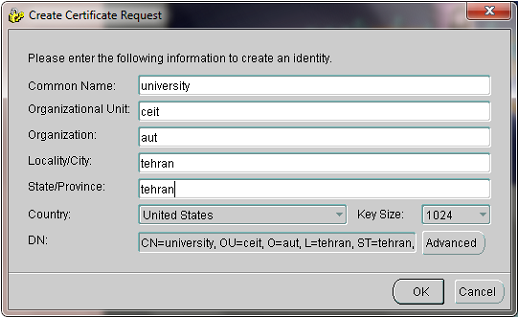 Create Certificate Request
Please enter the following information to create an identity.
Common Name: university
Organizational Unit: ceit
Organization: aut
Locality/City: tehran
State/Province: tehran
Country: United States Key Size: 1024
DN: CN=university, OU=ceit, O=aut, L=tehran, ST=tehran, Advanced
OK Cancel